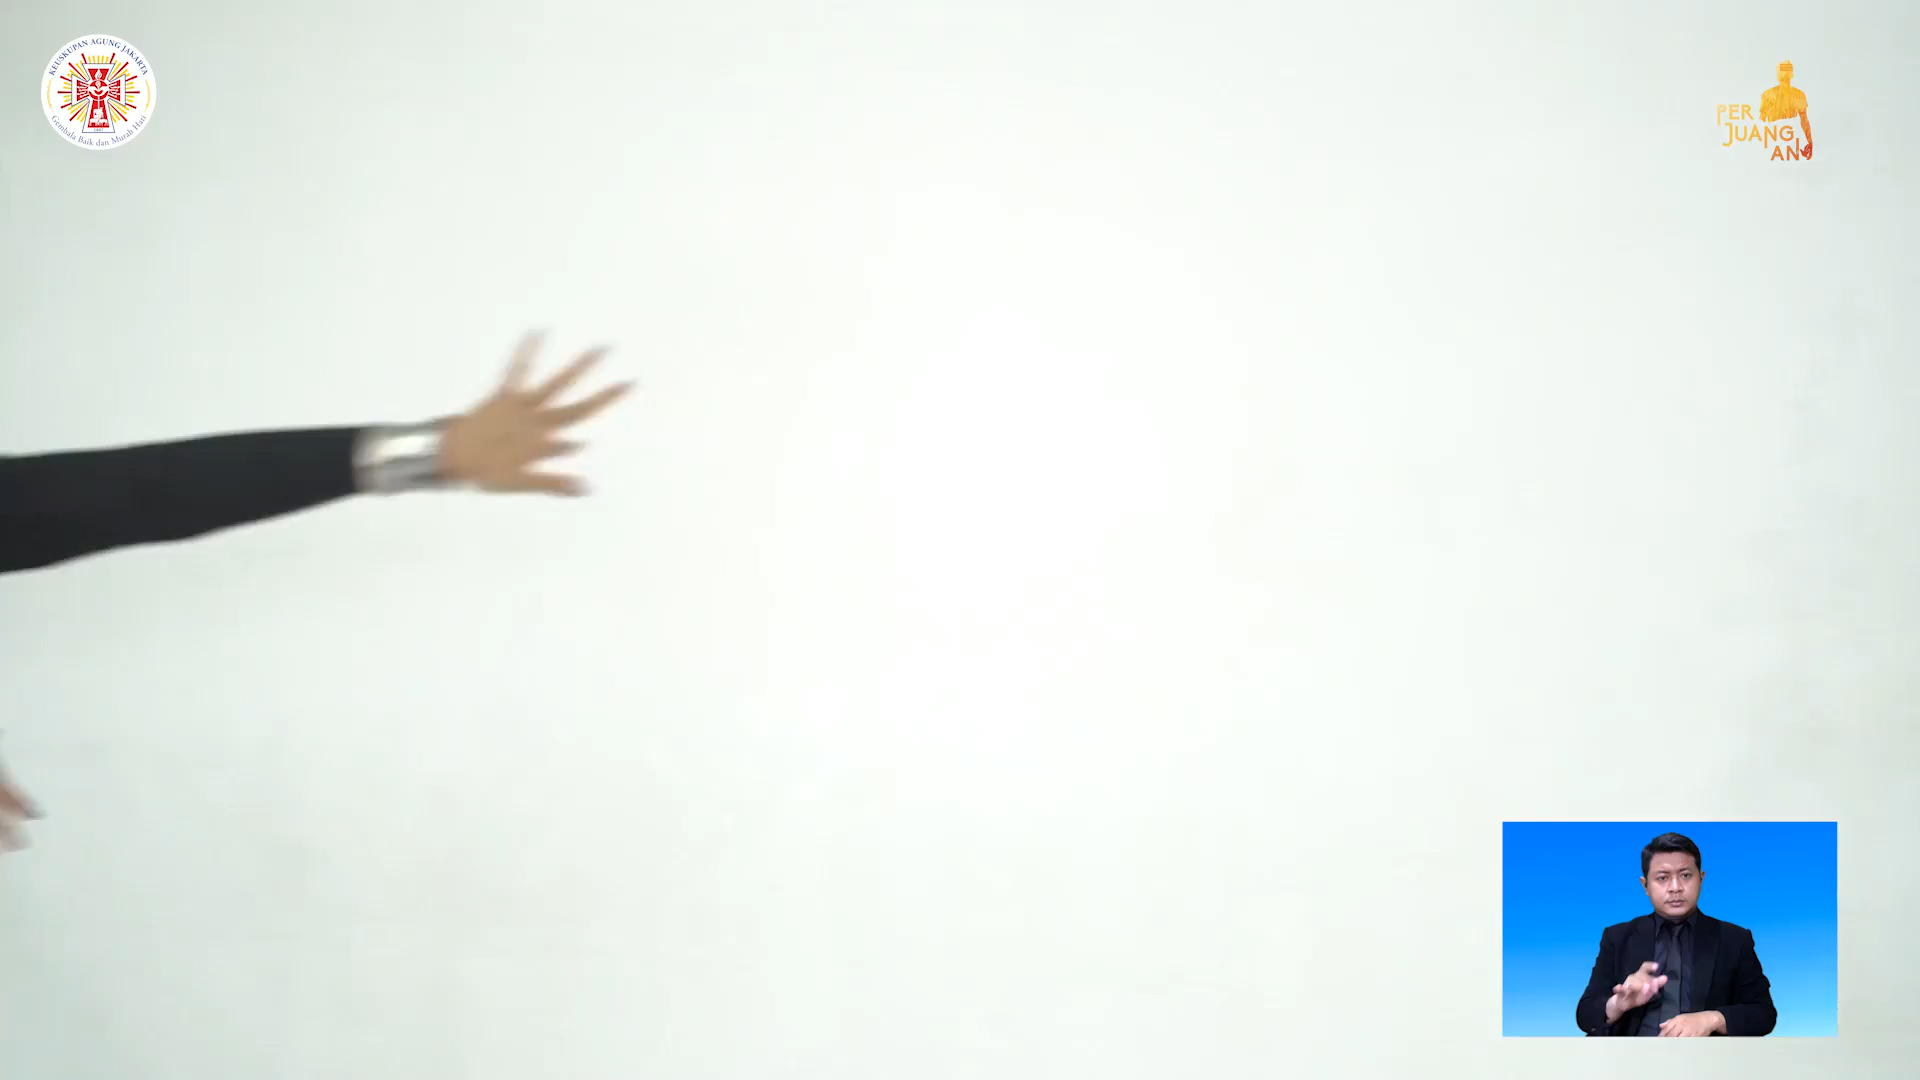 KEUSKUPAN AGUNG JAKARTA
Gembala Baik dan Murah Hati
PER
JUANG
AN